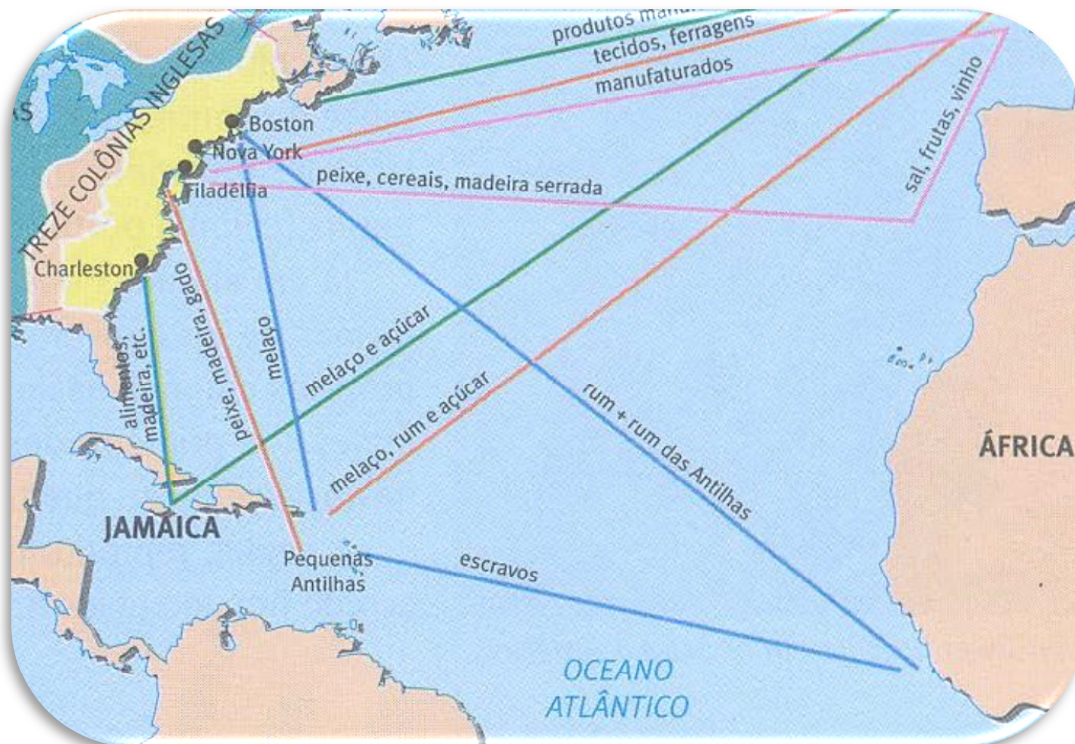 produtos
tecidos, ferragens
manufaturados
sal, frutas, vinho
TREZE COLÔNIAS INGLESAS
AS
Boston
Nova York
Filadélfia
peixe, cereais, madeira serrada
Charleston
alimentos,
madeira, etc.
peixe, madeira, gado
melaço
melaço e açúcar
melaço, rum e açúcar
rum + rum das Antilhas
ÁFRICA
JAMAICA
Pequenas
Antilhas
escravos
OCEANO
ATLÂNTICO